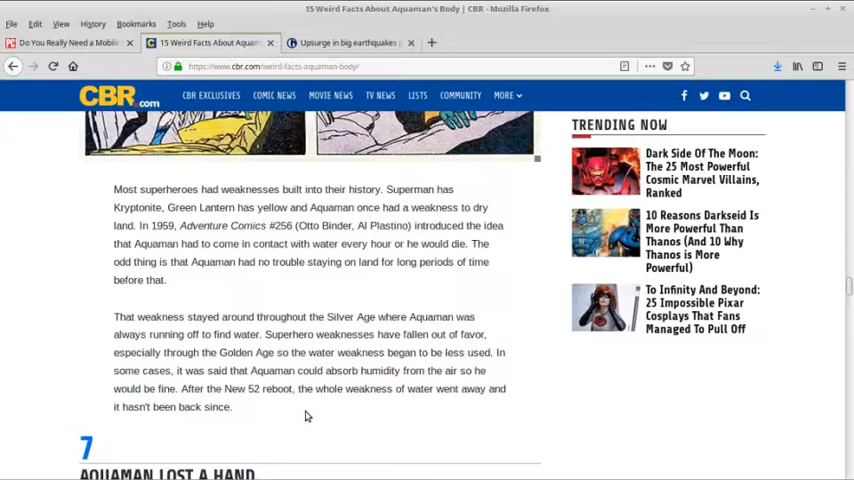 15 Weird Facts About Aquaman's Body | CBR - Mozilla Firefox
File Edit View History Bookmarks Tools Help
Do You Really Need a Mobile
15 Weird Facts About Aquam
Upsurge in big earthquakes
https://www.cbr.com/weird-facts-aquaman-body/
CBR.com
CBR EXCLUSIVES COMIC NEWS MOVIE NEWS TV NEWS LISTS COMMUNITY MORE
Most superheroes had weaknesses built into their history. Superman has
Kryptonite, Green Lantern has yellow and Aquaman once had a weakness to dry
land. In 1959, Adventure Comics #256 (Otto Binder, Al Plastino) introduced the idea
that Aquaman had to come in contact with water every hour or he would die. The
odd thing is that Aquaman had no trouble staying on land for long periods of time
before that.
That weakness stayed around throughout the Silver Age where Aquaman was
always running off to find water. Superhero weaknesses have fallen out of favor,
especially through the Golden Age so the water weakness began to be less used. In
some cases, it was said that Aquaman could absorb humidity from the air so he
would be fine. After the New 52 reboot, the whole weakness of water went away and
it hasn't been back since.
7
AQUAMAN LOST A HAND
TRENDING NOW
Dark Side Of The Moon:
The 25 Most Powerful
Cosmic Marvel Villains,
Ranked
10 Reasons Darkseid Is
More Powerful Than
Thanos (And 10 Why
Thanos is More
Powerful)
To Infinity And Beyond:
25 Impossible Pixar
Cosplays That Fans
Managed To Pull Off